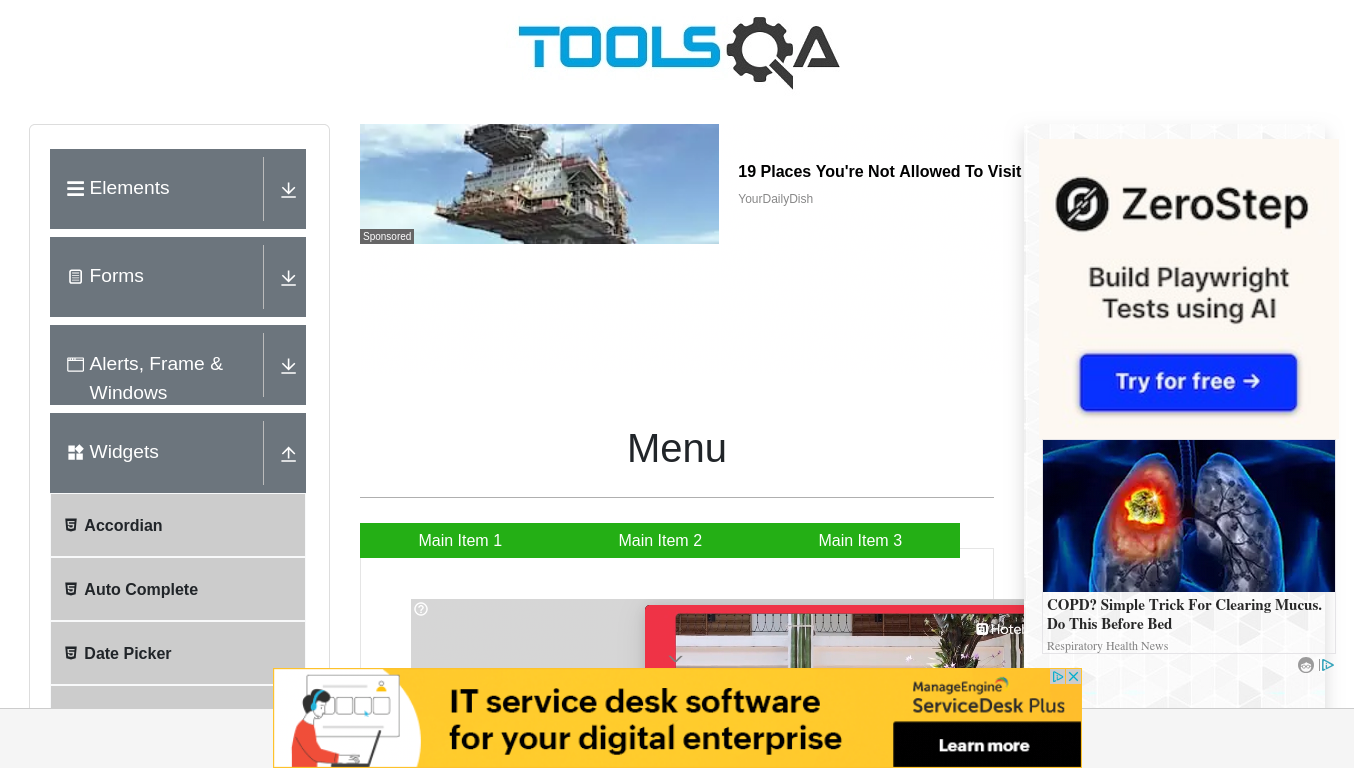 TOOLSQA
Elements
Forms
Alerts, Frame &
Windows
Widgets
Accordian
Auto Complete
Date Picker
Sponsored
19 Places You're Not Allowed To Visit
YourDailyDish
Menu
Main Item 1
Main Item 2
Main Item 3
Hotel
ZeroStep
Build Playwright
Tests using AI
Try for free →
COPD? Simple Trick For Clearing Mucus.
Do This Before Bed
Respiratory Health News
IT service desk software
for your digital enterprise
ManageEngine
ServiceDesk Plus
Learn more